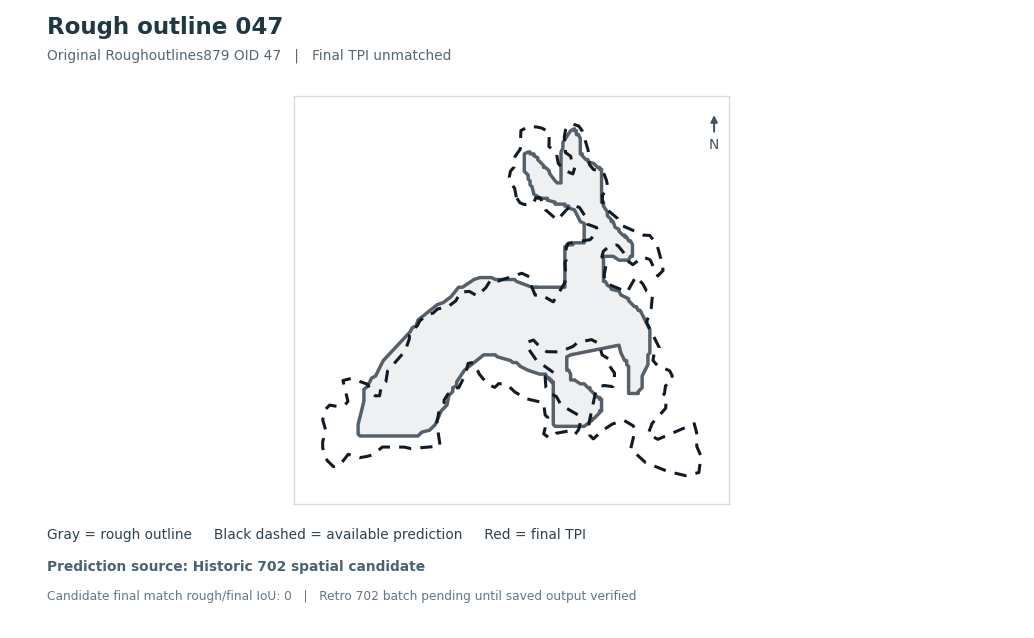 Rough outline 047
Original Roughoutlines879 OID 47 | Final TPI unmatched
N
Gray = rough outline Black dashed = available prediction Red = final TPI
Prediction source: Historic 702 spatial candidate
Candidate final match rough/final IoU: 0 | Retro 702 batch pending until saved output verified